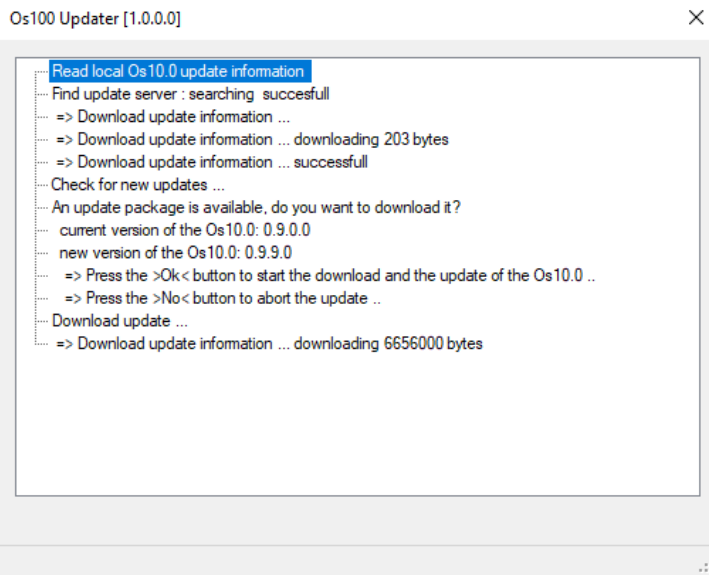 Os100 Updater [1.0.0.0]
Read local Os10.0 update information
Find update server : searching succesfull
=> Download update information ...
=> Download update information ... downloading 203 bytes
=> Download update information ... successfull
Check for new updates ...
An update package is available, do you want to download it?
current version of the Os10.0: 0.9.0.0
new version of the Os10.0: 0.9.9.0
=> Press the >Ok< button to start the download and the update of the Os10.0 ..
=> Press the >No< button to abort the update ..
Download update ...
=> Download update information ... downloading 6656000 bytes